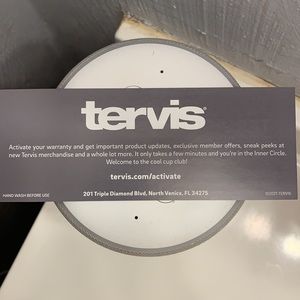 tervis
Activate your warranty and get important product updates, exclusive member offers, sneak peeks at
new Tervis merchandise and a whole lot more. It only takes a few minutes and you're in the Inner Circle.
Welcome to the cool cup club!
tervis.com/activate
HAND WASH BEFORE USE
201 Triple Diamond Blvd, North Venice, FL 34275
©2021 TERVIS